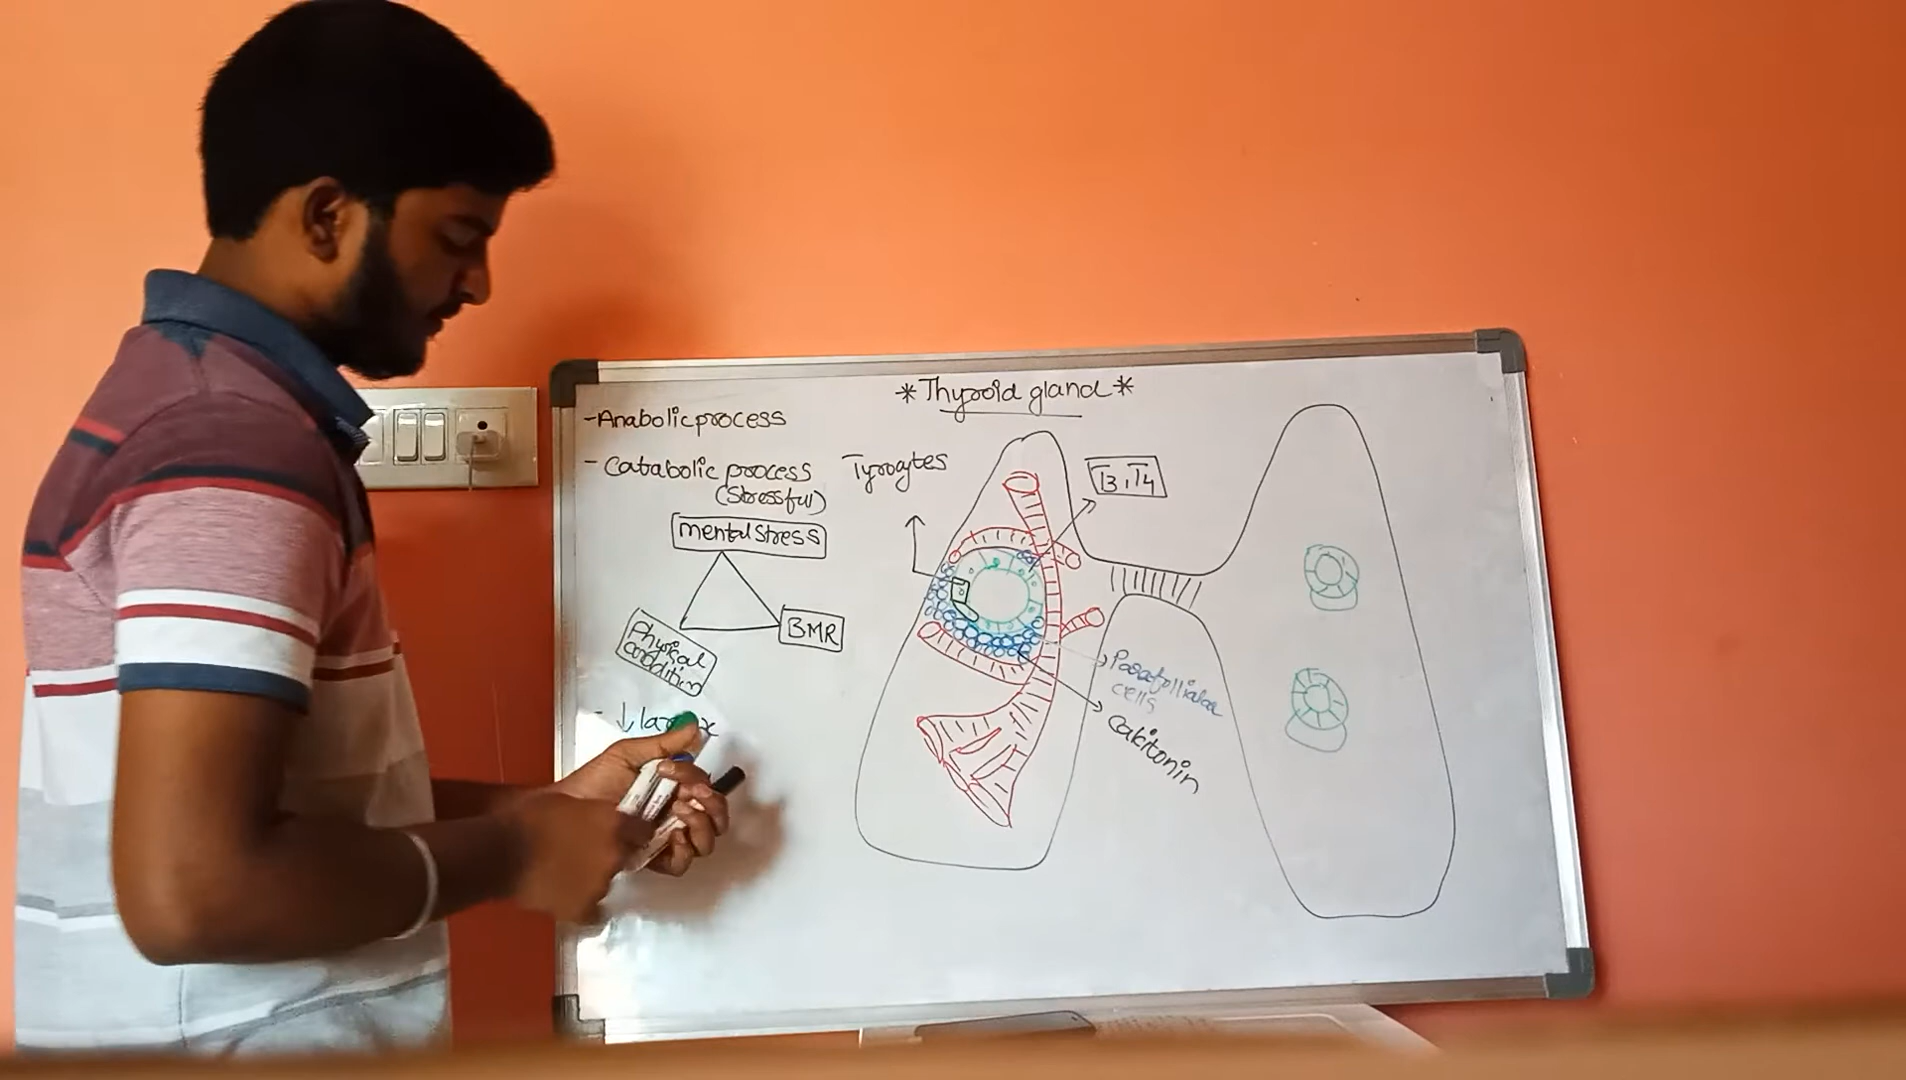 *Thyroid gland*
-Anabolic process
- Catabolic process
(Stressful)
mental stress
Physical
condition
BMR
- ↓
Tyrocytes
T3, T4
Parafollicular
cells
Calcitonin